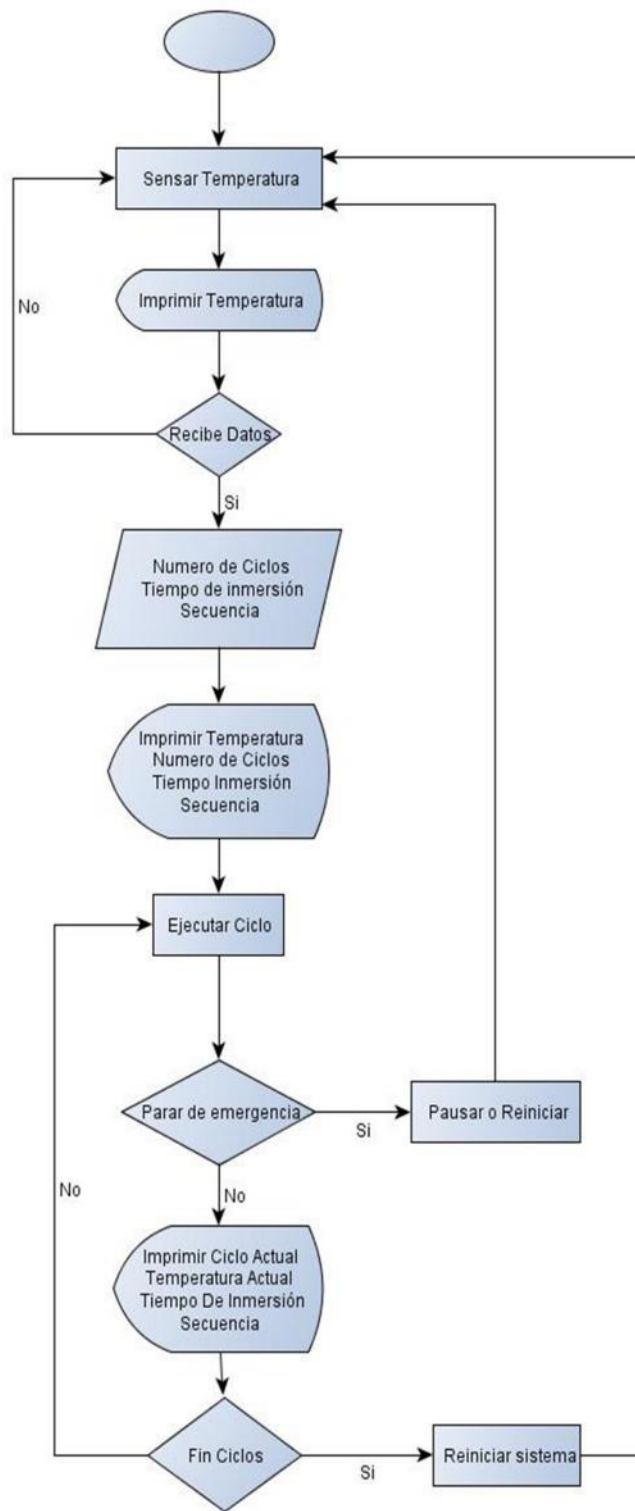 Sensar Temperatura
Imprimir Temperatura
No
Recibe Datos
Si
Numero de Ciclos
Tiempo de inmersión
Secuencia
Imprimir Temperatura
Numero de Ciclos
Tiempo Inmersión
Secuencia
Ejecutar Ciclo
Parar de emergencia
Si
Pausar o Reiniciar
No
No
Imprimir Ciclo Actual
Temperatura Actual
Tiempo De Inmersión
Secuencia
Fin Ciclos
Si
Reiniciar sistema